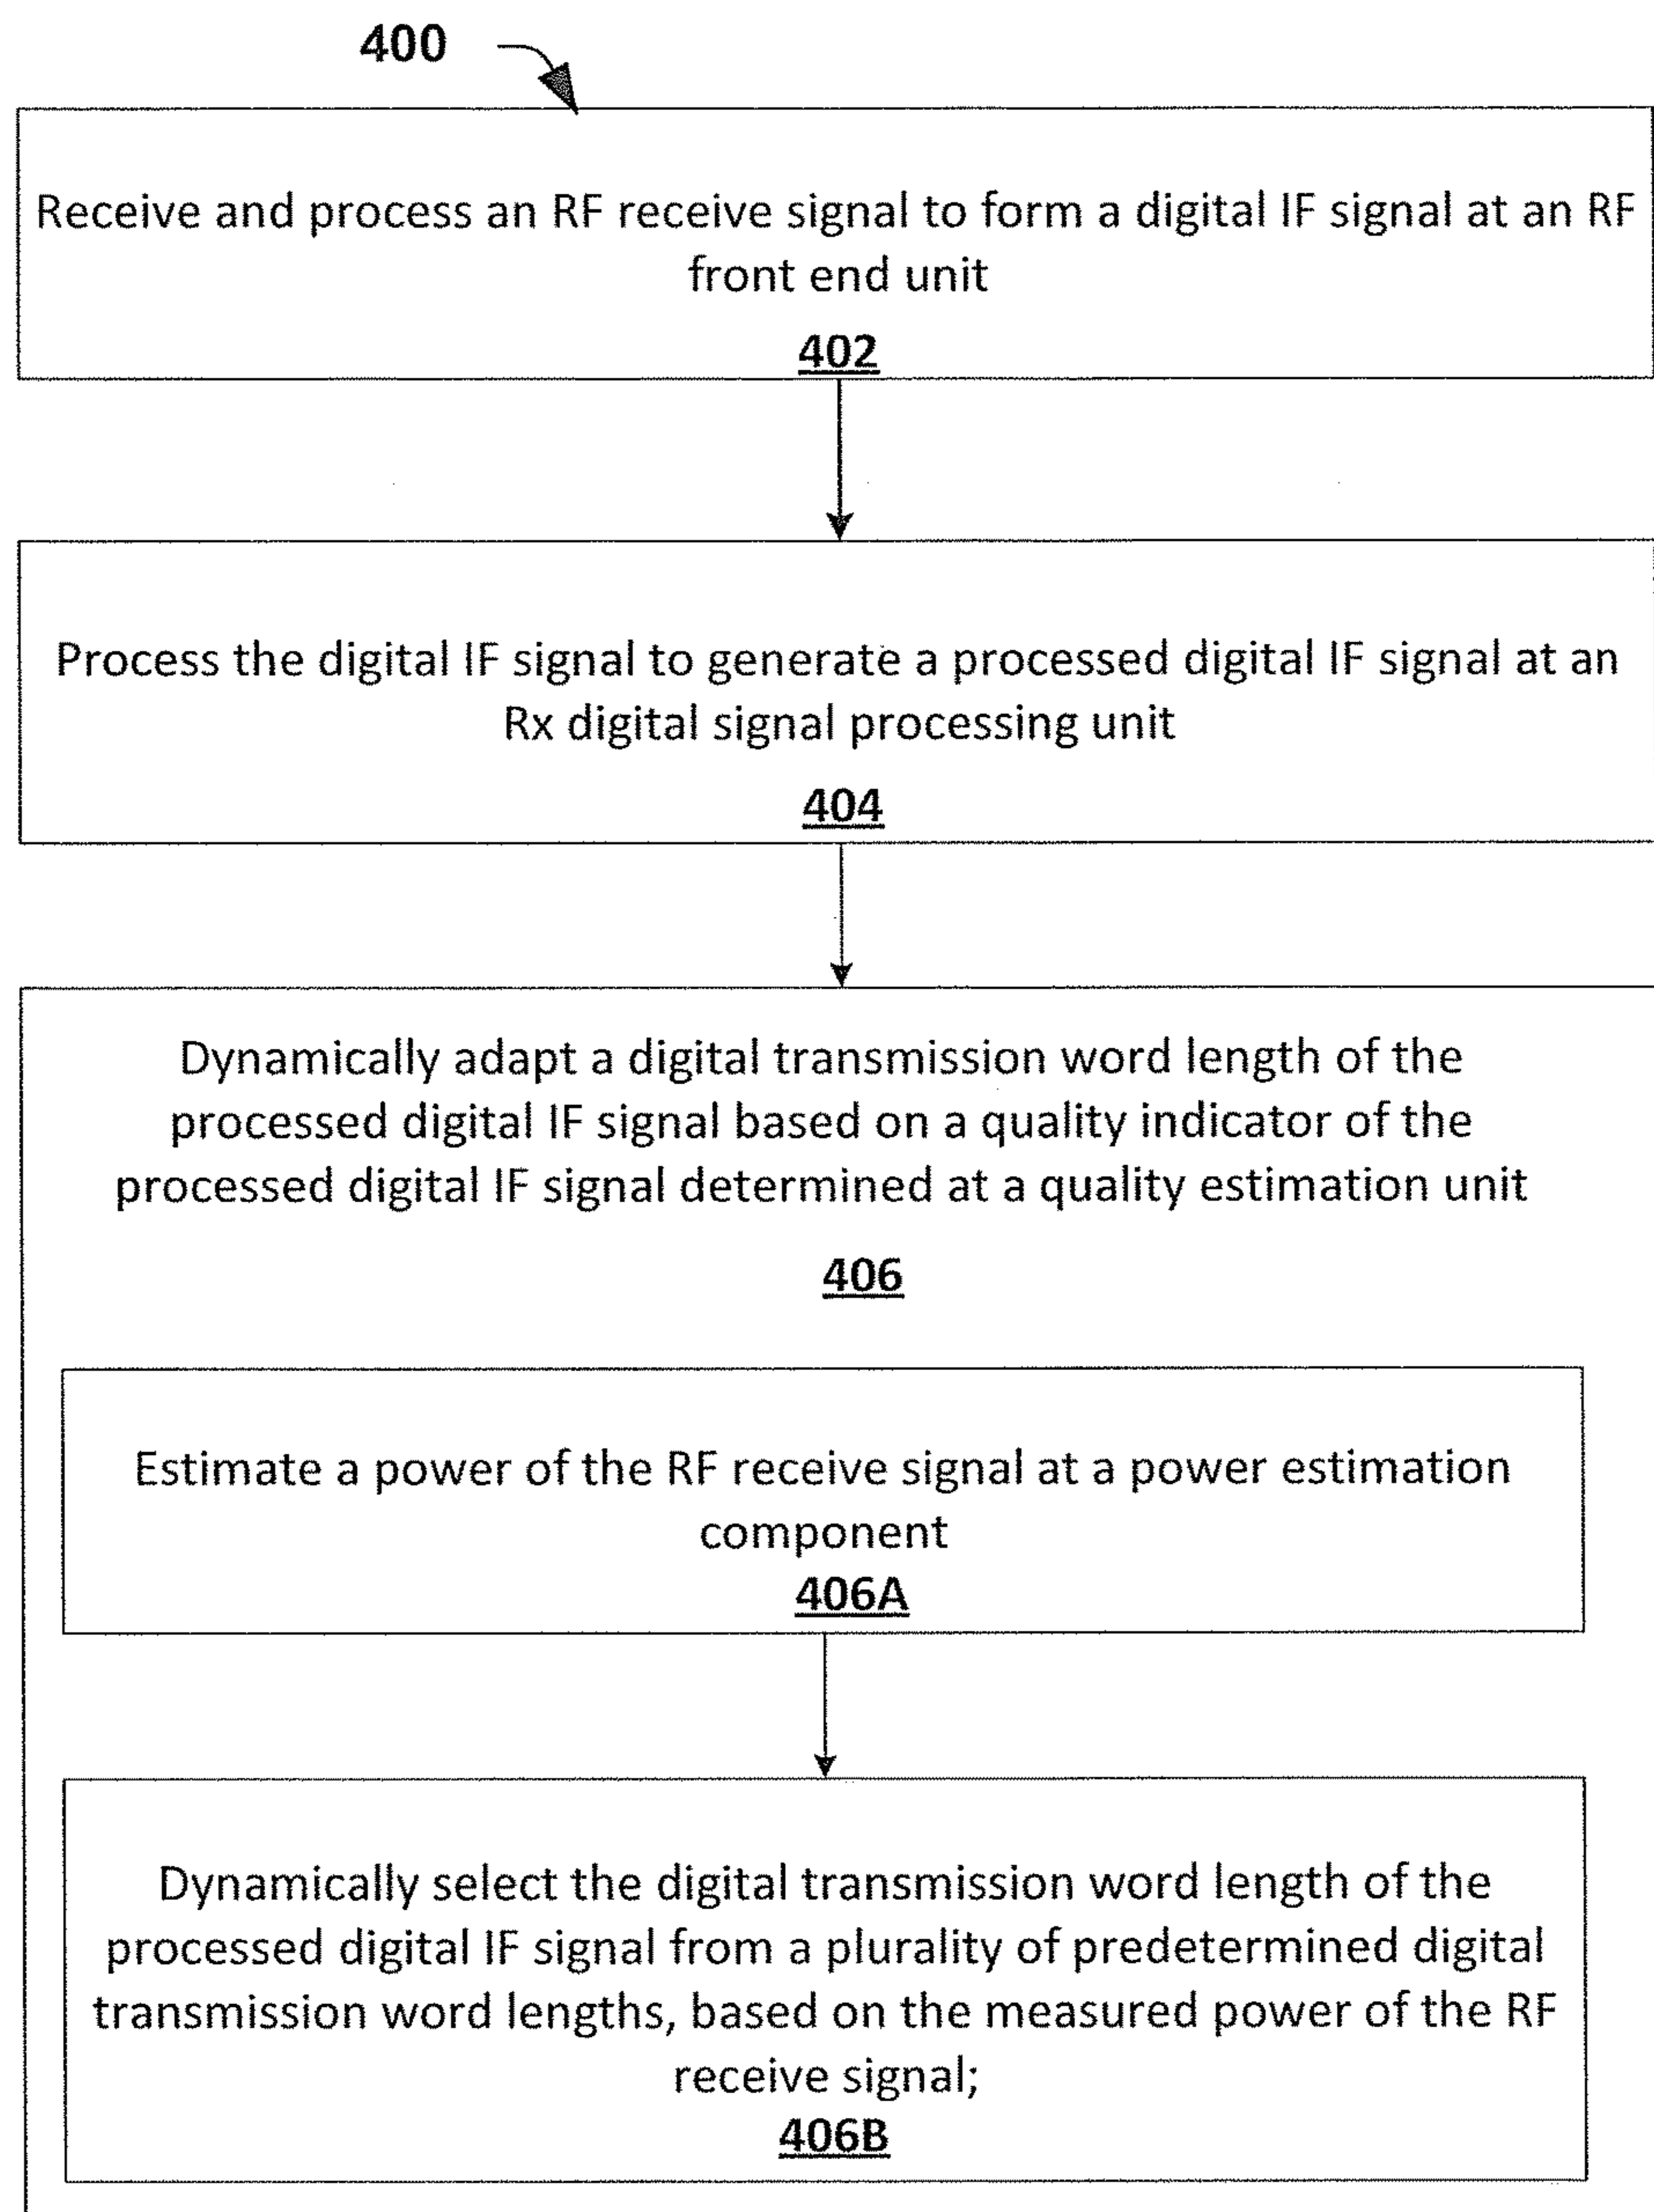 400
Receive and process an RF receive signal to form a digital IF signal at an RF
front end unit
402
Process the digital IF signal to generate a processed digital IF signal at an
Rx digital signal processing unit
404
Dynamically adapt a digital transmission word length of the
processed digital IF signal based on a quality indicator of the
processed digital IF signal determined at a quality estimation unit
406
Estimate a power of the RF receive signal at a power estimation
component
406A
Dynamically select the digital transmission word length of the
processed digital IF signal from a plurality of predetermined digital
transmission word lengths, based on the measured power of the RF
receive signal;
406B